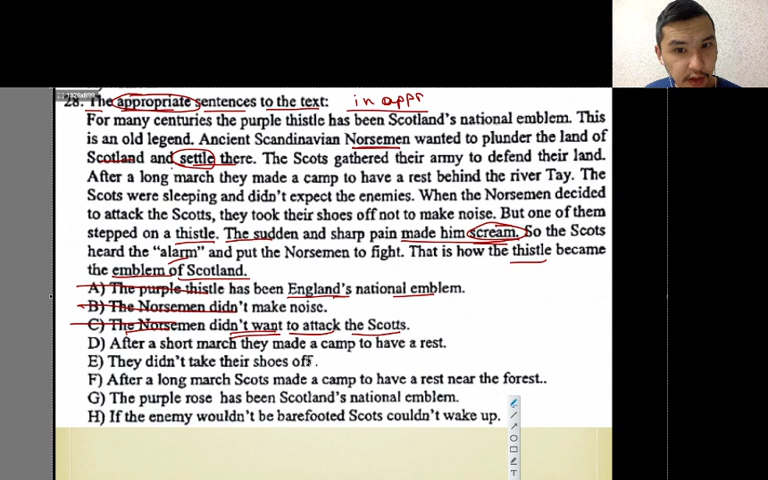 28. The appropriate sentences to the text: in appr
For many centuries the purple thistle has been Scotland's national emblem. This
is an old legend. Ancient Scandinavian Norsemen wanted to plunder the land of
Scotland and settle there. The Scots gathered their army to defend their land.
After a long march they made a camp to have a rest behind the river Tay. The
Scots were sleeping and didn't expect the enemies. When the Norsemen decided
to attack the Scotts, they took their shoes off not to make noise. But one of them
stepped on a thistle. The sudden and sharp pain made him scream. So the Scots
heard the "alarm" and put the Norsemen to fight. That is how the thistle became
the emblem of Scotland.
A) The purple thistle has been England's national emblem.
B) The Norsemen didn't make noise.
C) The Norsemen didn't want to attack the Scotts.
D) After a short march they made a camp to have a rest.
E) They didn't take their shoes off.
F) After a long march Scots made a camp to have a rest near the forest..
G) The purple rose has been Scotland's national emblem.
H) If the enemy wouldn't be barefooted Scots couldn't wake up.